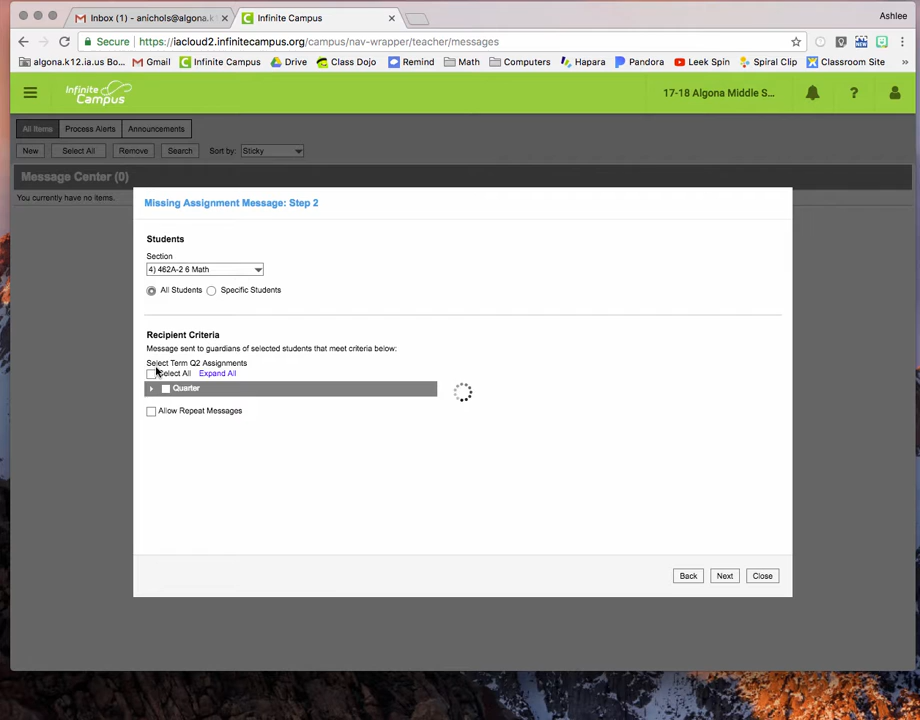 Inbox (1) - anichols@algona.k
Infinite Campus
Ashlee
Secure
https://iacloud2.infinitecampus.org/campus/nav-wrapper/teacher/messages
algona.k12.ia.us Bo...
Gmail
Infinite Campus
Drive
Class Dojo
Remind
Math
Computers
Hapara
Pandora
Leek Spin
Spiral Clip
Classroom Site
»
Infinite Campus
17-18 Algona Middle S...
?
All Items
Process Alerts
Announcements
New
Select All
Remove
Search
Sort by:
Sticky
Message Center (0)
You currently have no items.
Missing Assignment Message: Step 2
Students
Section
4) 462A-2 6 Math
All Students
Specific Students
Recipient Criteria
Message sent to guardians of selected students that meet criteria below:
Select Term Q2 Assignments
Select All
Expand All
Quarter
Allow Repeat Messages
Back
Next
Close